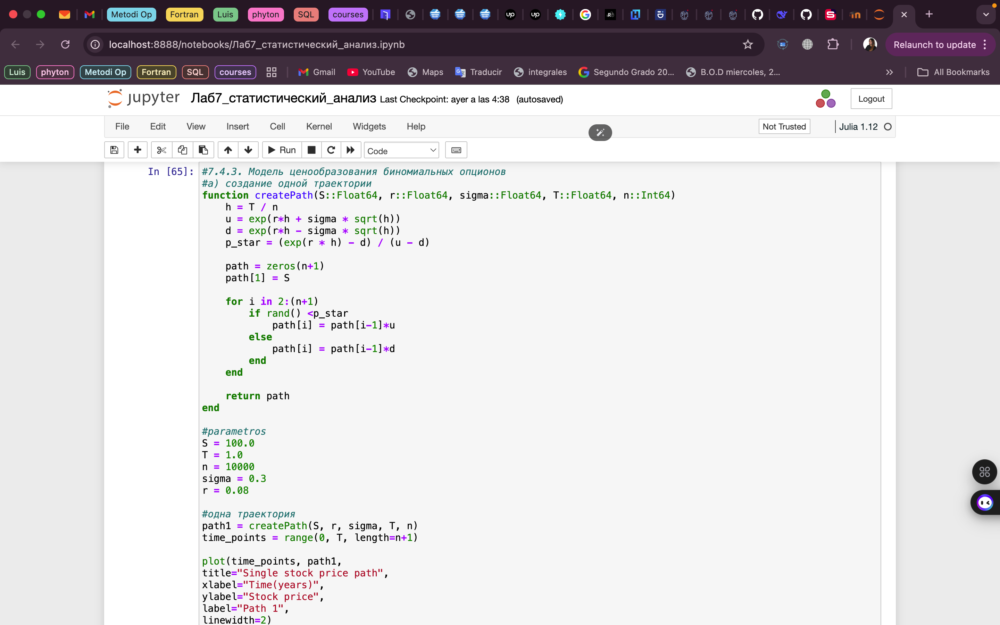 Metodi Op Fortran Luis phyton SQL courses
localhost:8888/notebooks/Лаб7_статистический_анализ.ipynb Relaunch to update
Luis phyton Metodi Op Fortran SQL courses Gmail YouTube Maps Traducir integrales Segundo Grado 20... B.O.D miercoles, 2... » All Bookmarks
jupyter Лаб7_статистический_анализ Last Checkpoint: ayer a las 4:38 (autosaved) Logout
File Edit View Insert Cell Kernel Widgets Help Not Trusted Julia 1.12
Run Code
In [65]: #7.4.3. Модель ценообразования биномиальных опционов
#а) создание одной траектории
function createPath(S::Float64, r::Float64, sigma::Float64, T::Float64, n::Int64)
    h = T / n
    u = exp(r*h + sigma * sqrt(h))
    d = exp(r*h - sigma * sqrt(h))
    p_star = (exp(r * h) - d) / (u - d)
    path = zeros(n+1)
    path[1] = S
    for i in 2:(n+1)
        if rand() <p_star
            path[i] = path[i-1]*u
        else
            path[i] = path[i-1]*d
        end
    end
    return path
end
#parametros
S = 100.0
T = 1.0
n = 10000
sigma = 0.3
r = 0.08
#одна траектория
path1 = createPath(S, r, sigma, T, n)
time_points = range(0, T, length=n+1)
plot(time_points, path1,
title="Single stock price path",
xlabel="Time(years)",
ylabel="Stock price",
label="Path 1",
linewidth=2)